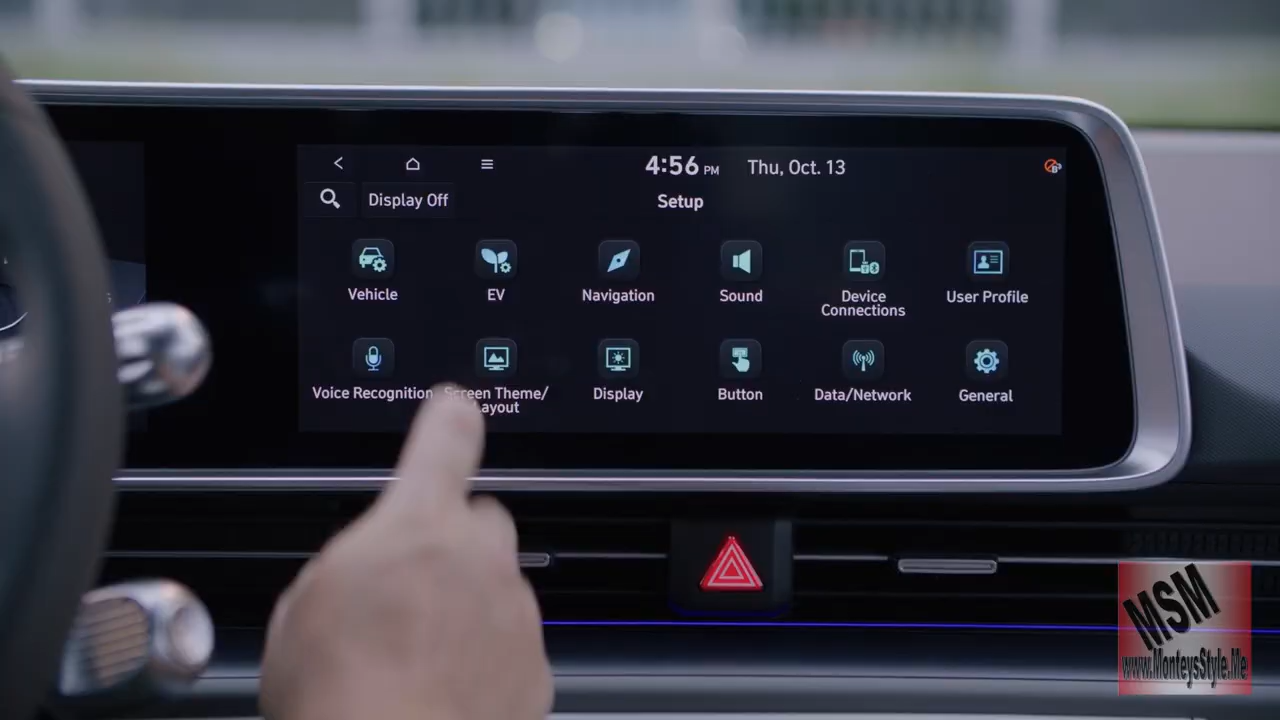 4:56 PM Thu, Oct. 13
Display Off
Setup
Vehicle
EV
Navigation
Sound
Device
Connections
User Profile
Voice Recognition
Screen Theme/
Layout
Display
Button
Data/Network
General
MSM
www.MonteysStyle.Me